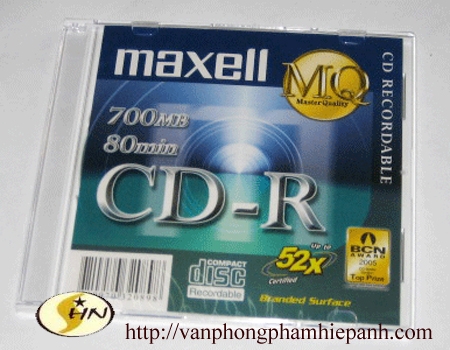 maxell
MQ
MasterQuality
CD RECORDABLE
700MB
80min
CD-R
COMPACT
disc
Recordable
Up to
52x
Certified
BCN
AWARD
2005
Top Prize
Branded Surface
HN
http://vanphongphamhiepanh.com/